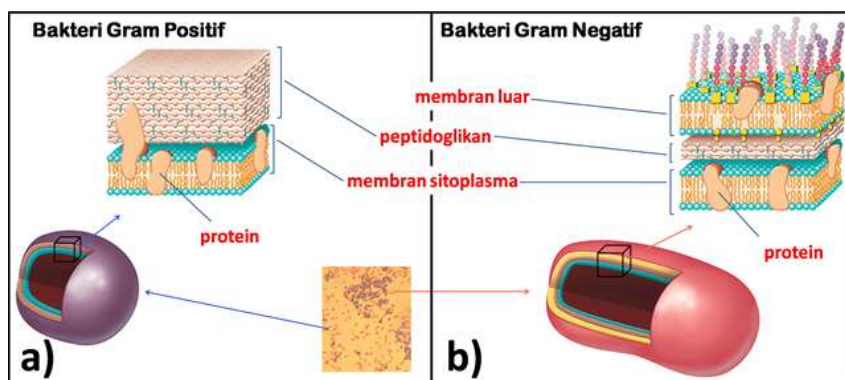 Bakteri Gram Positif
Bakteri Gram Negatif
membran luar
peptidoglikan
membran sitoplasma
protein
protein
a)
b)